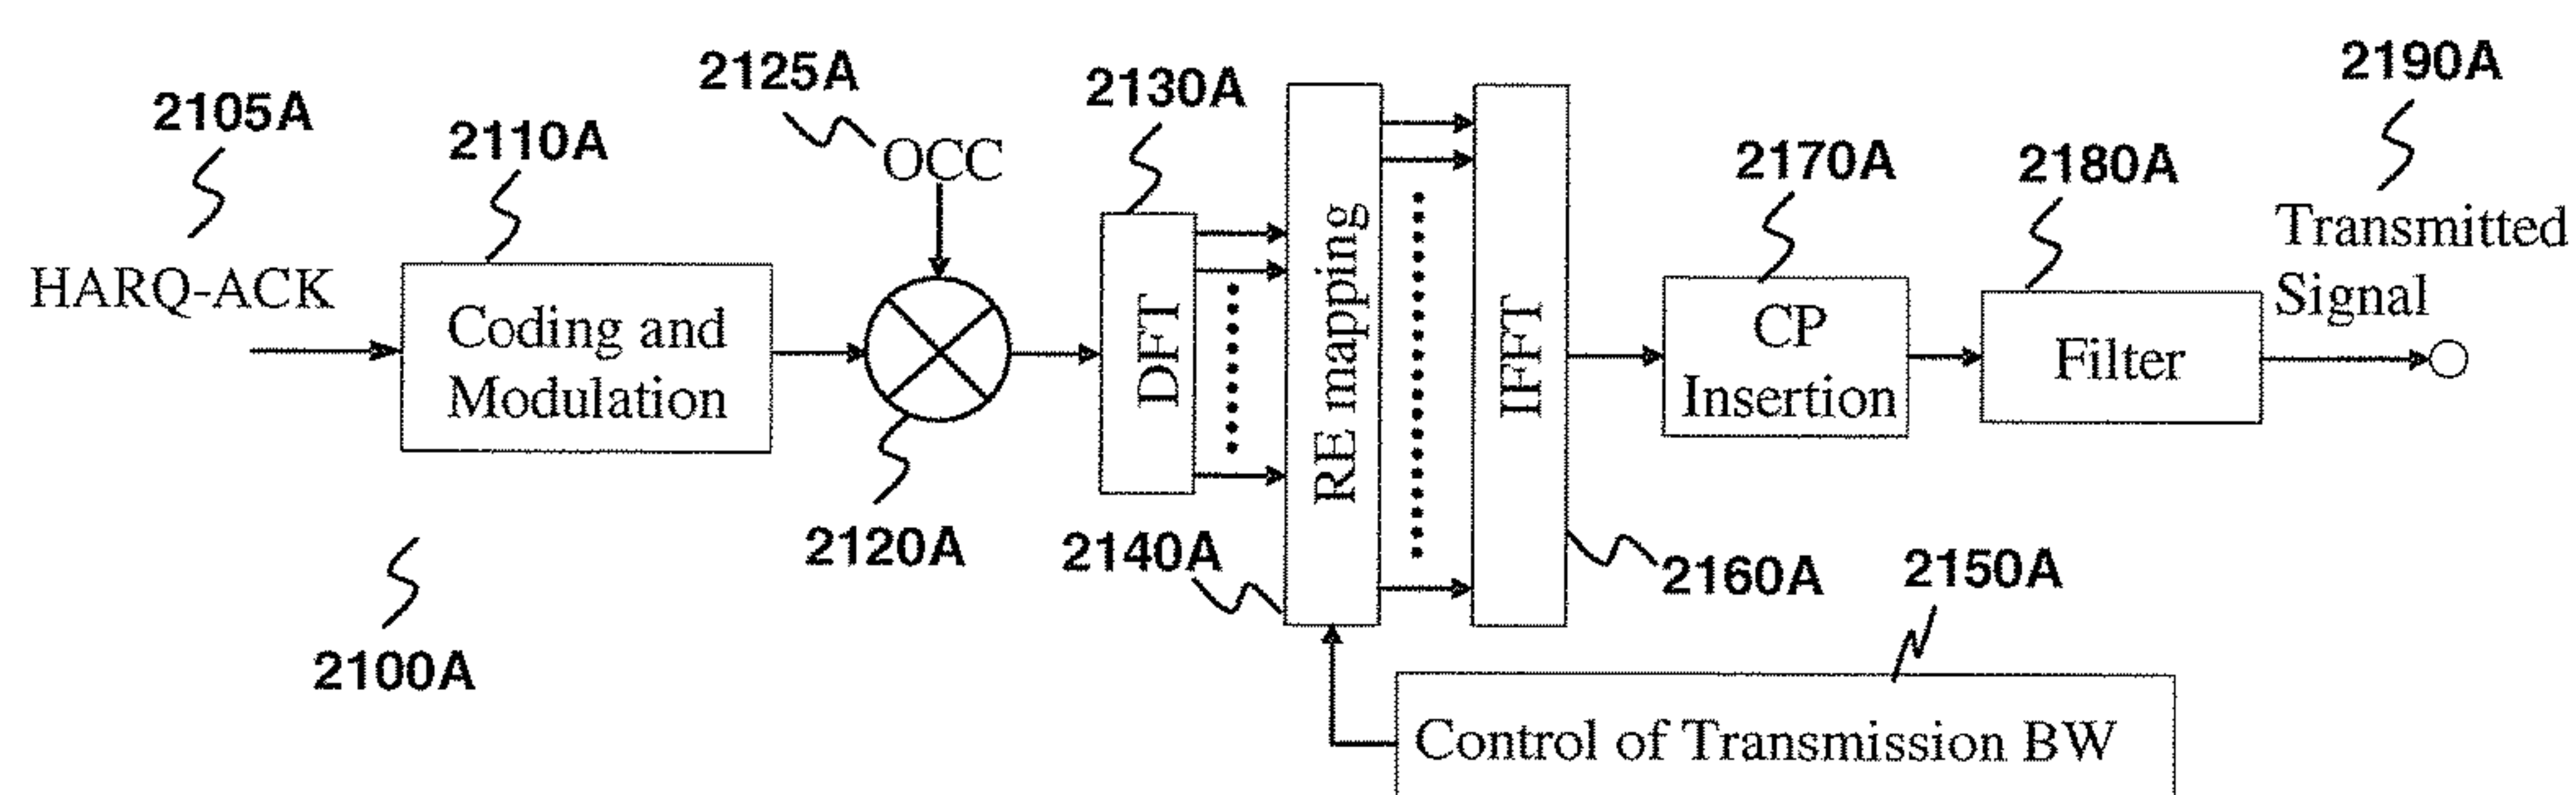 2105A
HARQ-ACK
2110A
Coding and
Modulation
2125A
OCC
2120A
2130A
DFT
RE mapping
2140A
IFFT
2160A
2170A
CP
Insertion
2180A
Filter
2190A
Transmitted
Signal
2150A
Control of Transmission BW
2100A